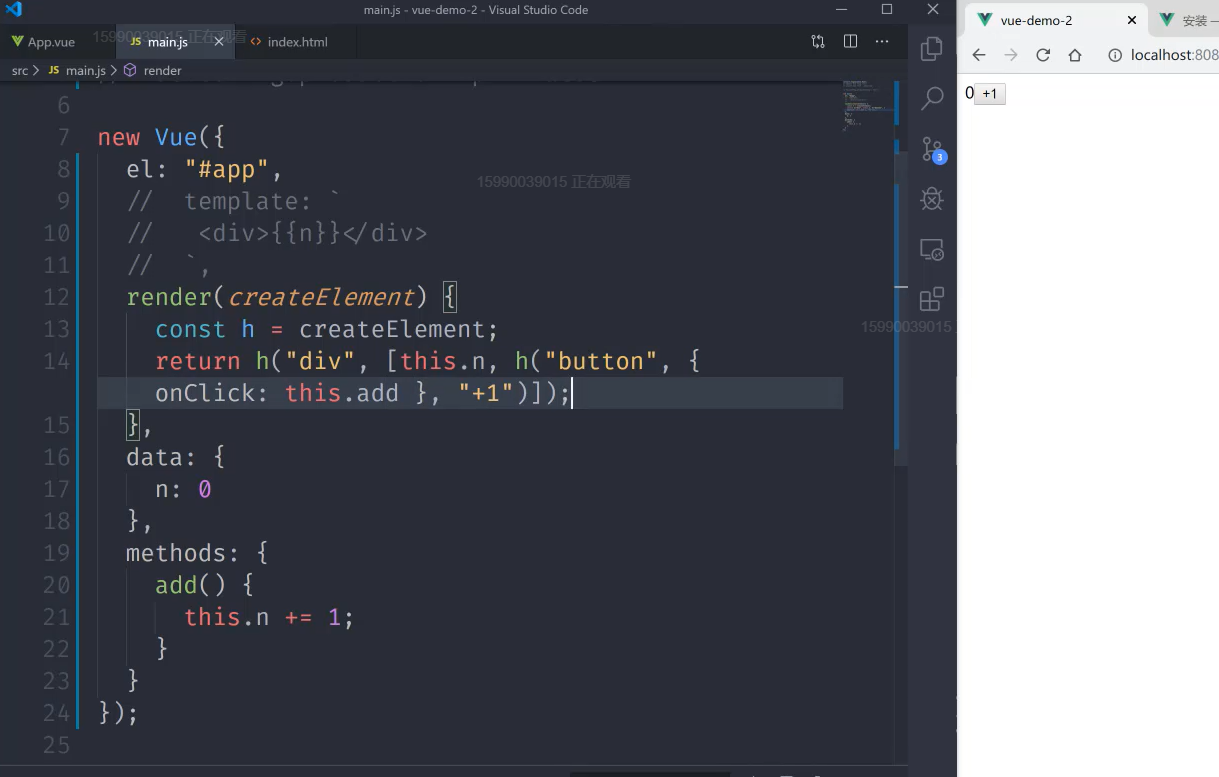 main.js - vue-demo-2 - Visual Studio Code
App.vue
JS main.js
index.html
15990039015 正在观看
src > JS main.js > render
6
7 new Vue({
8 el: "#app",
15990039015 正在观看
9 // template: `
10 // <div>{{n}}</div>
11 // `,
12 render(createElement) {
13 const h = createElement;
14 return h("div", [this.n, h("button", {
onClick: this.add }, "+1")]);
15 },
16 data: {
17 n: 0
18 },
19 methods: {
20 add() {
21 this.n += 1;
22 }
23 }
24 });
25
3
15990039015
vue-demo-2
安装
localhost:808
0 +1